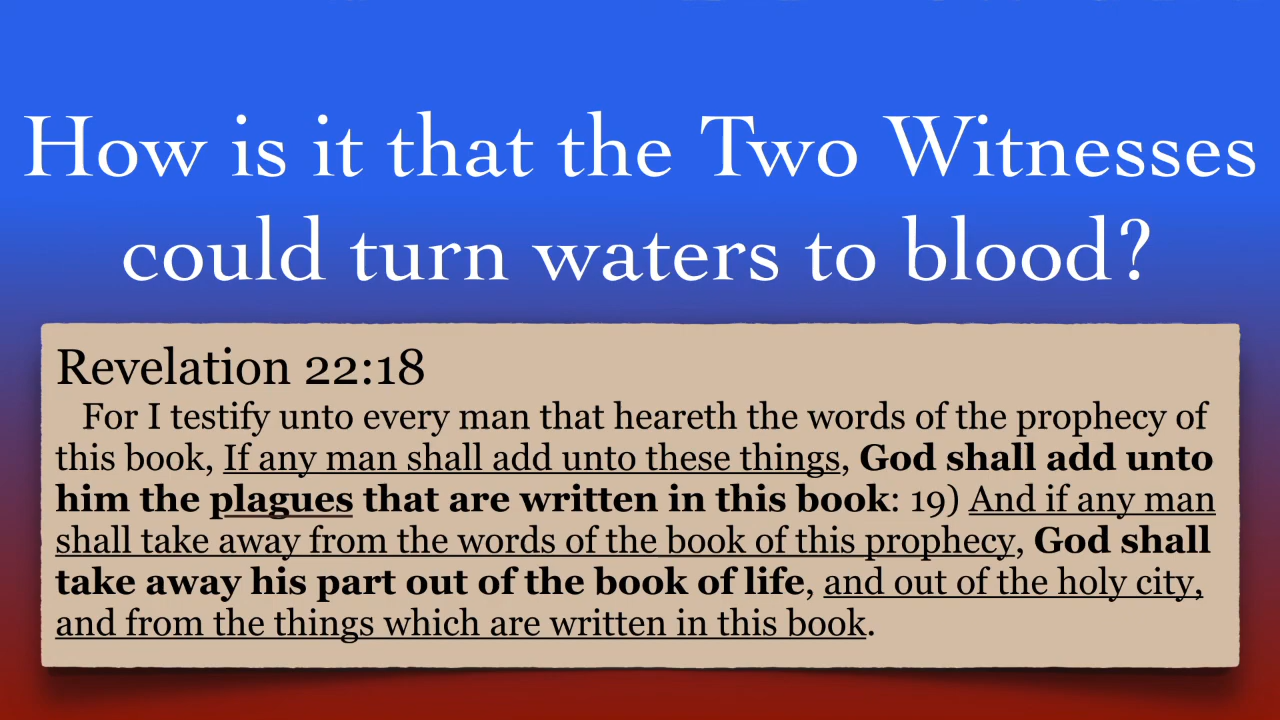 How is it that the Two Witnesses
could turn waters to blood?
Revelation 22:18
For I testify unto every man that heareth the words of the prophecy of
this book, If any man shall add unto these things, God shall add unto
him the plagues that are written in this book: 19) And if any man
shall take away from the words of the book of this prophecy, God shall
take away his part out of the book of life, and out of the holy city,
and from the things which are written in this book.